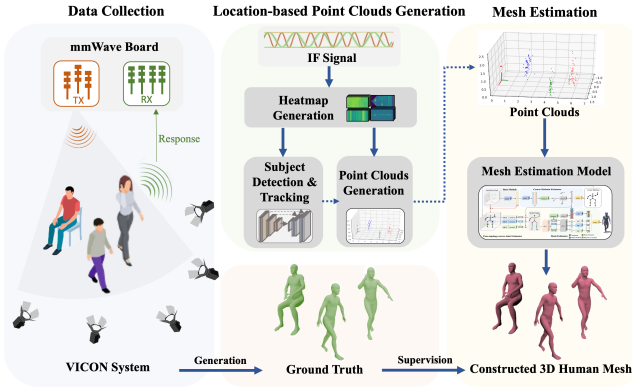 Data Collection
mmWave Board
TX
RX
Response
VICON System
Location-based Point Clouds Generation
IF Signal
Heatmap
Generation
Subject
Detection &
Tracking
Point Clouds
Generation
Generation
Ground Truth
Supervision
Mesh Estimation
Point Clouds
Mesh Estimation Model
Constructed 3D Human Mesh